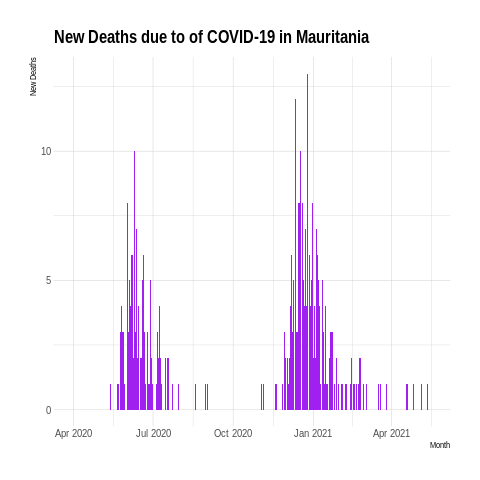 New Deaths due to of COVID-19 in Mauritania
New Deaths
10
5
0
Apr 2020 Jul 2020 Oct 2020 Jan 2021 Apr 2021
Month